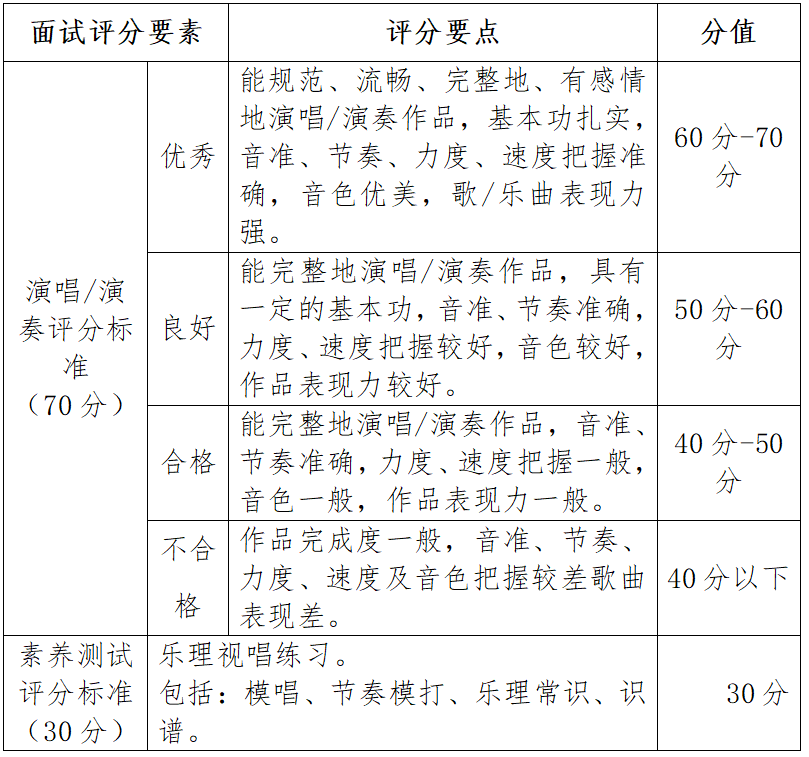 面试评分要素
评分要点
分值
演唱/演
奏评分标
准
（70分）
优秀
能规范、流畅、完整地、有感情
地演唱/演奏作品，基本功扎实，
音准、节奏、力度、速度把握准
确，音色优美，歌/乐曲表现力
强。
60分-70
分
良好
能完整地演唱/演奏作品，具有
一定的基本功，音准、节奏准确，
力度、速度把握较好，音色较好，
作品表现力较好。
50分-60
分
合格
能完整地演唱/演奏作品，音准、
节奏准确，力度、速度把握一般，
音色一般，作品表现力一般。
40分-50
分
不合
格
作品完成度一般，音准、节奏、
力度、速度及音色把握较差歌曲
表现差。
40分以下
素养测试
评分标准
（30分）
乐理视唱练习。
包括：模唱、节奏模打、乐理常识、识
谱。
30分